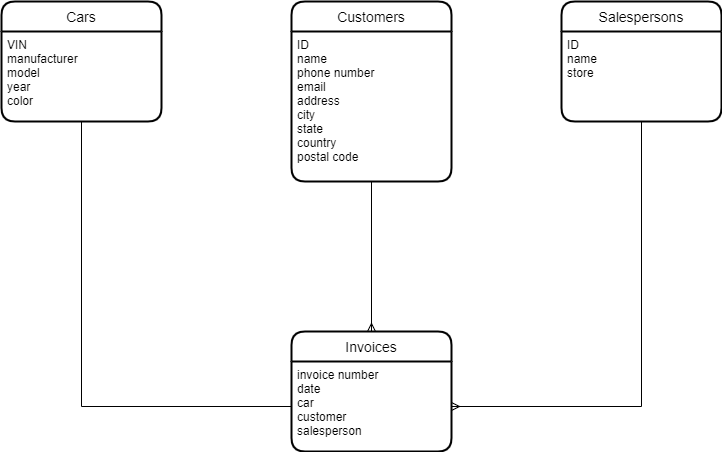 Cars
VIN
manufacturer
model
year
color
Customers
ID
name
phone number
email
address
city
state
country
postal code
Salespersons
ID
name
store
Invoices
invoice number
date
car
customer
salesperson